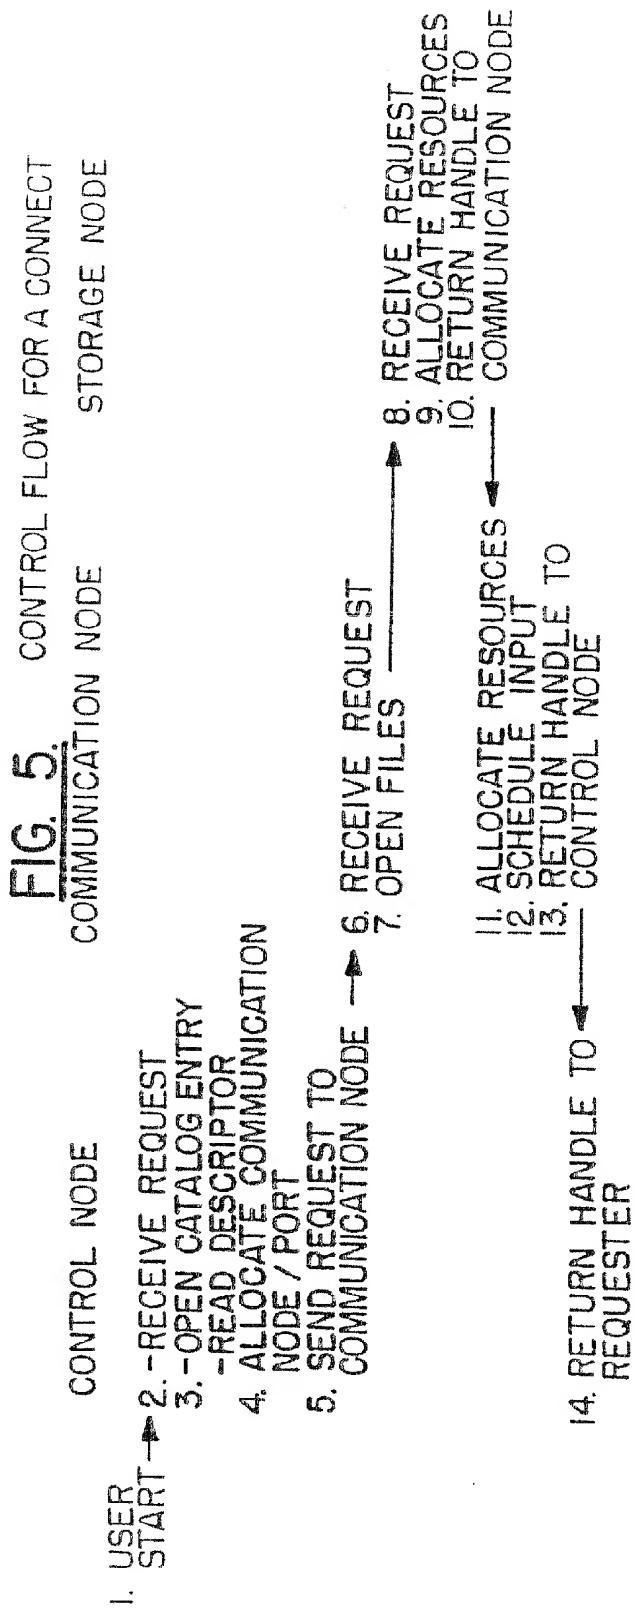 FIG. 5.
CONTROL FLOW FOR A CONNECT
CONTROL NODE
COMMUNICATION NODE
STORAGE NODE
1. USER
START
2. -RECEIVE REQUEST
3. -OPEN CATALOG ENTRY
-READ DESCRIPTOR
4. ALLOCATE COMMUNICATION
NODE / PORT
5. SEND REQUEST TO
COMMUNICATION NODE
6. RECEIVE REQUEST
7. OPEN FILES
8. RECEIVE REQUEST
9. ALLOCATE RESOURCES
10. RETURN HANDLE TO
COMMUNICATION NODE
11. ALLOCATE RESOURCES
12. SCHEDULE INPUT
13. RETURN HANDLE TO
CONTROL NODE
14. RETURN HANDLE TO
REQUESTER